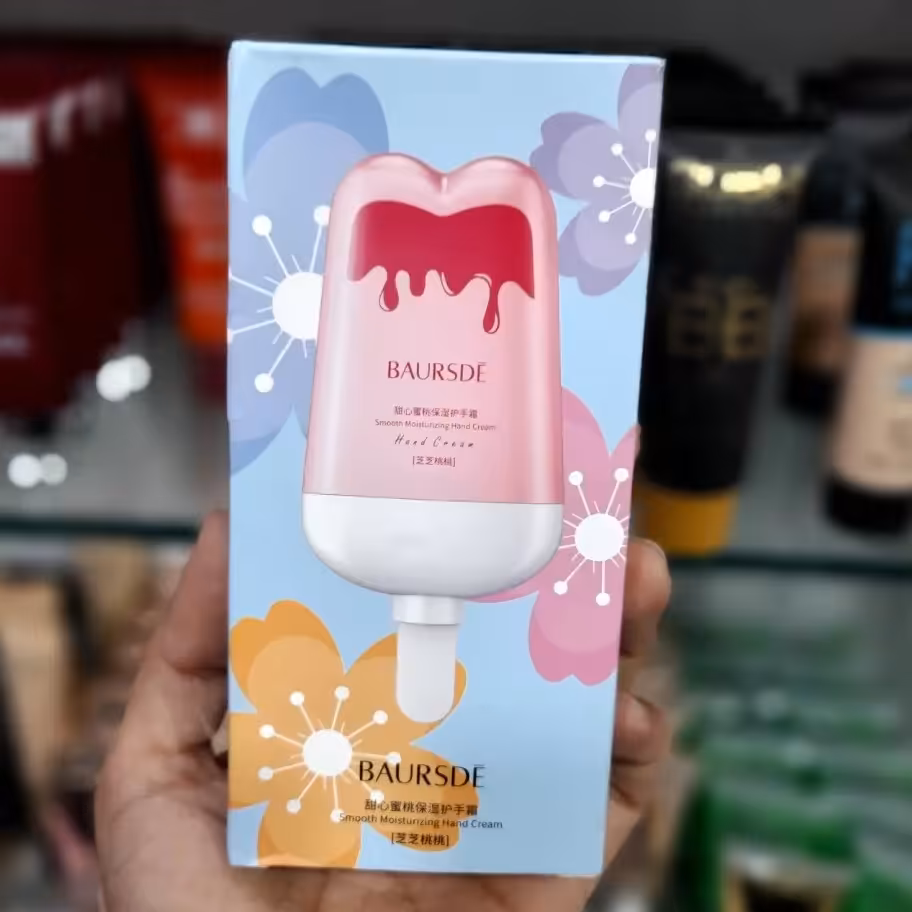 BAURSDĒ
甜心蜜桃保湿护手霜
Smooth Moisturizing Hand Cream
Hand Cream
[芝芝桃桃]
BAURSDĒ
甜心蜜桃保湿护手霜
Smooth Moisturizing Hand Cream
[芝芝桃桃]
BB